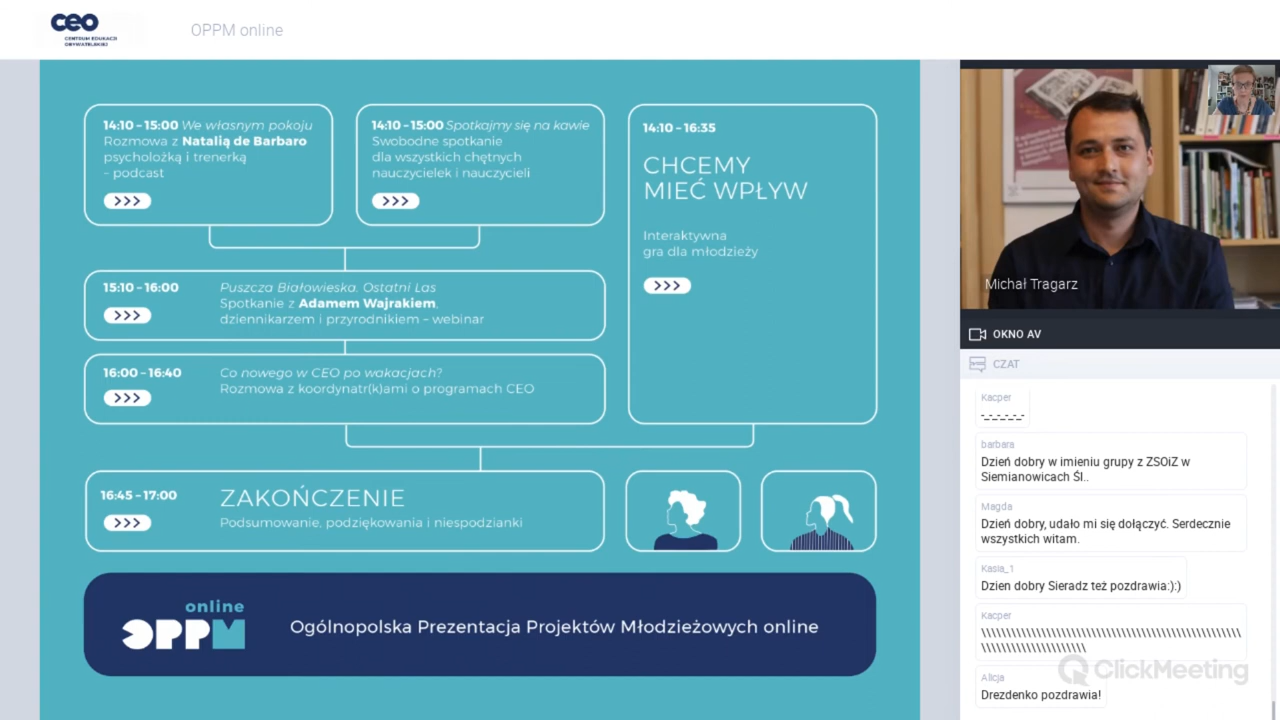 ceo
CENTRUM EDUKACJI
OBYWATELSKIEJ
OPPM online
14:10 – 15:00 We własnym pokoju
Rozmowa z Natalią de Barbaro
psycholożką i trenerką
– podcast
>>>
14:10 – 15:00 Spotkajmy się na kawie
Swobodne spotkanie
dla wszystkich chętnych
nauczycielek i nauczycieli
>>>
14:10 – 16:35
CHCEMY
MIEĆ WPŁYW
Interaktywna
gra dla młodzieży
>>>
15:10 – 16:00
Puszcza Białowieska. Ostatni Las
Spotkanie z Adamem Wajrakiem,
dziennikarzem i przyrodnikiem – webinar
>>>
16:00 – 16:40
Co nowego w CEO po wakacjach?
Rozmowa z koordynatr(k)ami o programach CEO
>>>
16:45 – 17:00
ZAKOŃCZENIE
Podsumowanie, podziękowania i niespodzianki
>>>
online
OPPM
Ogólnopolska Prezentacja Projektów Młodzieżowych online
Michał Tragarz
OKNO AV
CZAT
Kacper
-_-_-_-_-_-_-
barbara
Dzień dobry w imieniu grupy z ZSOiZ w
Siemianowicach Śl..
Magda
Dzień dobry, udało mi się dołączyć. Serdecznie
wszystkich witam.
Kasia_1
Dzien dobry Sieradz też pozdrawia:):)
Kacper
\\\\\\\\\\\\\\\\\\\\\\\\\\\\\\\\\\\\\\\\\\\\\\\
\\\\\\\\\\\\\\\\\\\
Alicja
Drezdenko pozdrawia!
ClickMeeting